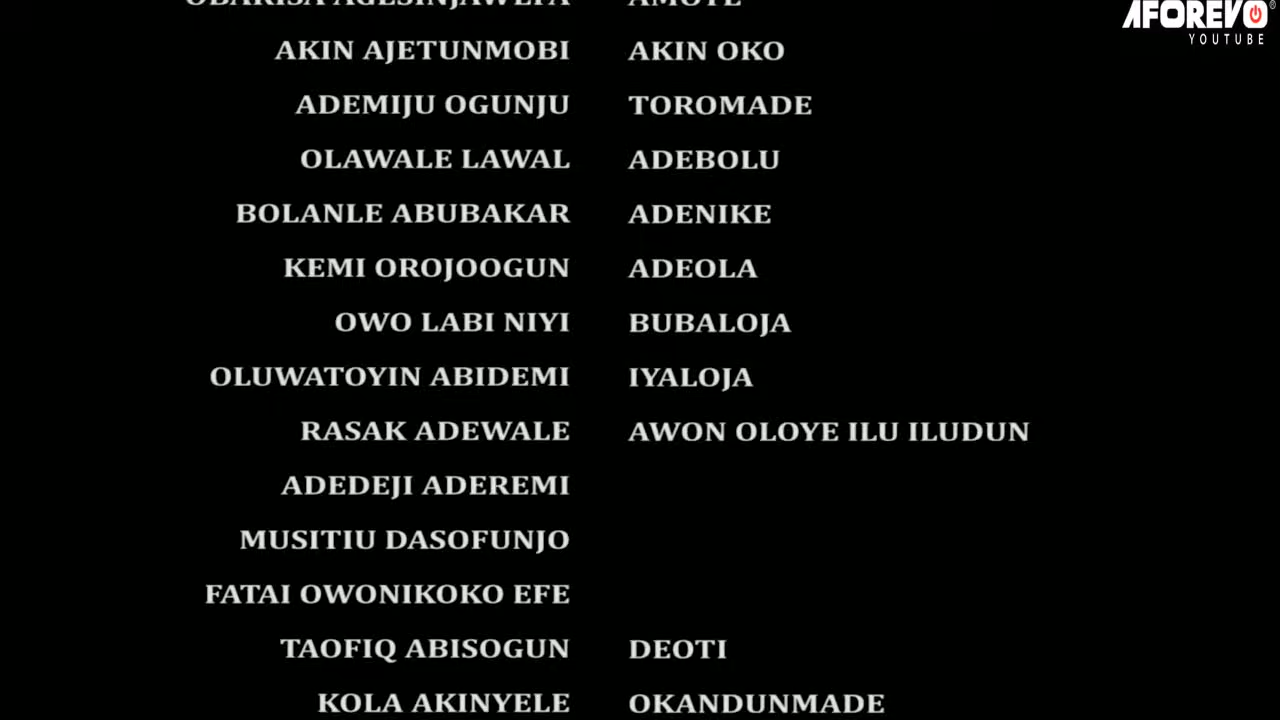 AFOREVO®
YOUTUBE
AMOTE
AKIN AJETUNMOBI AKIN OKO
ADEMIJU OGUNJU TOROMADE
OLAWALE LAWAL ADEBOLU
BOLANLE ABUBAKAR ADENIKE
KEMI OROJOOGUN ADEOLA
OWO LABI NIYI BUBALOJA
OLUWATOYIN ABIDEMI IYALOJA
RASAK ADEWALE AWON OLOYE ILU ILUDUN
ADEDEJI ADEREMI
MUSITIU DASOFUNJO
FATAI OWONIKOKO EFE
TAOFIQ ABISOGUN DEOTI
KOLA AKINYELE OKANDUNMADE